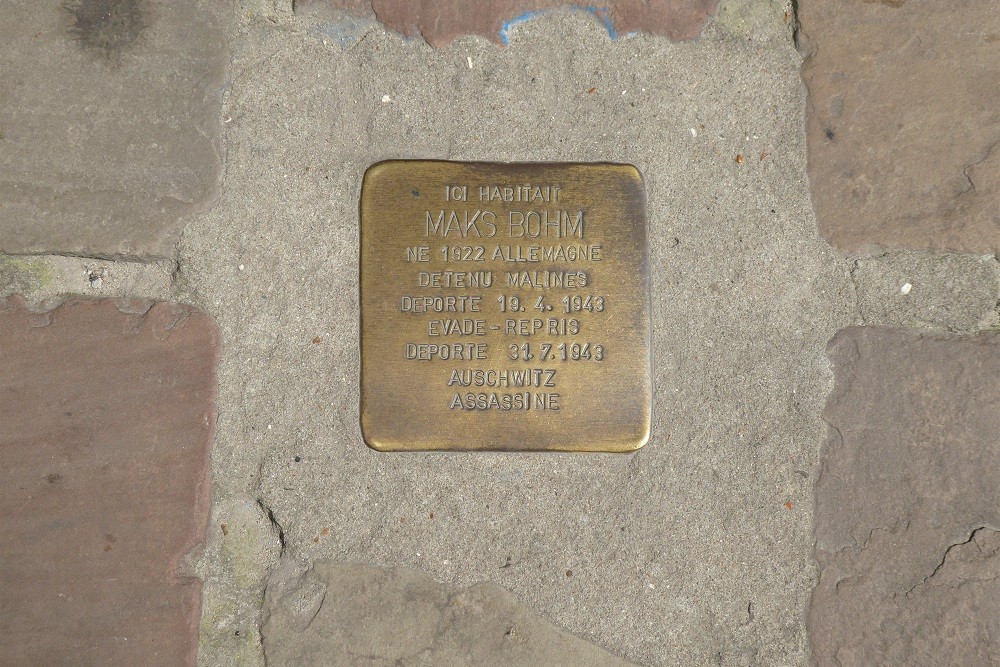 ICI HABITAIT
MAKS BOHM
NE 1922 ALLEMAGNE
DETENU MALINES
DEPORTE 19. 4. 1943
EVADE-REPRIS
DEPORTE 31.7.1943
AUSCHWITZ
ASSASSINE